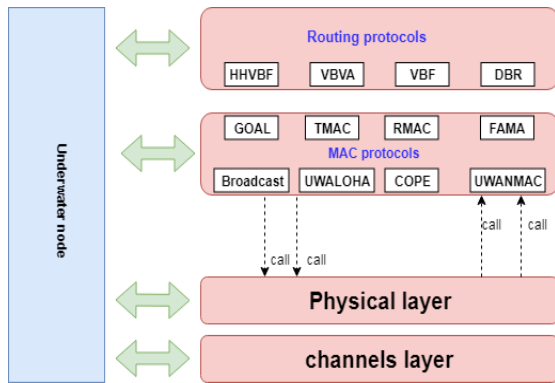 Underwater node
Routing protocols
HHVBF VBVA VBF DBR
GOAL TMAC RMAC FAMA
MAC protocols
Broadcast UWALOHA COPE UWANMAC
call call call call
Physical layer
channels layer